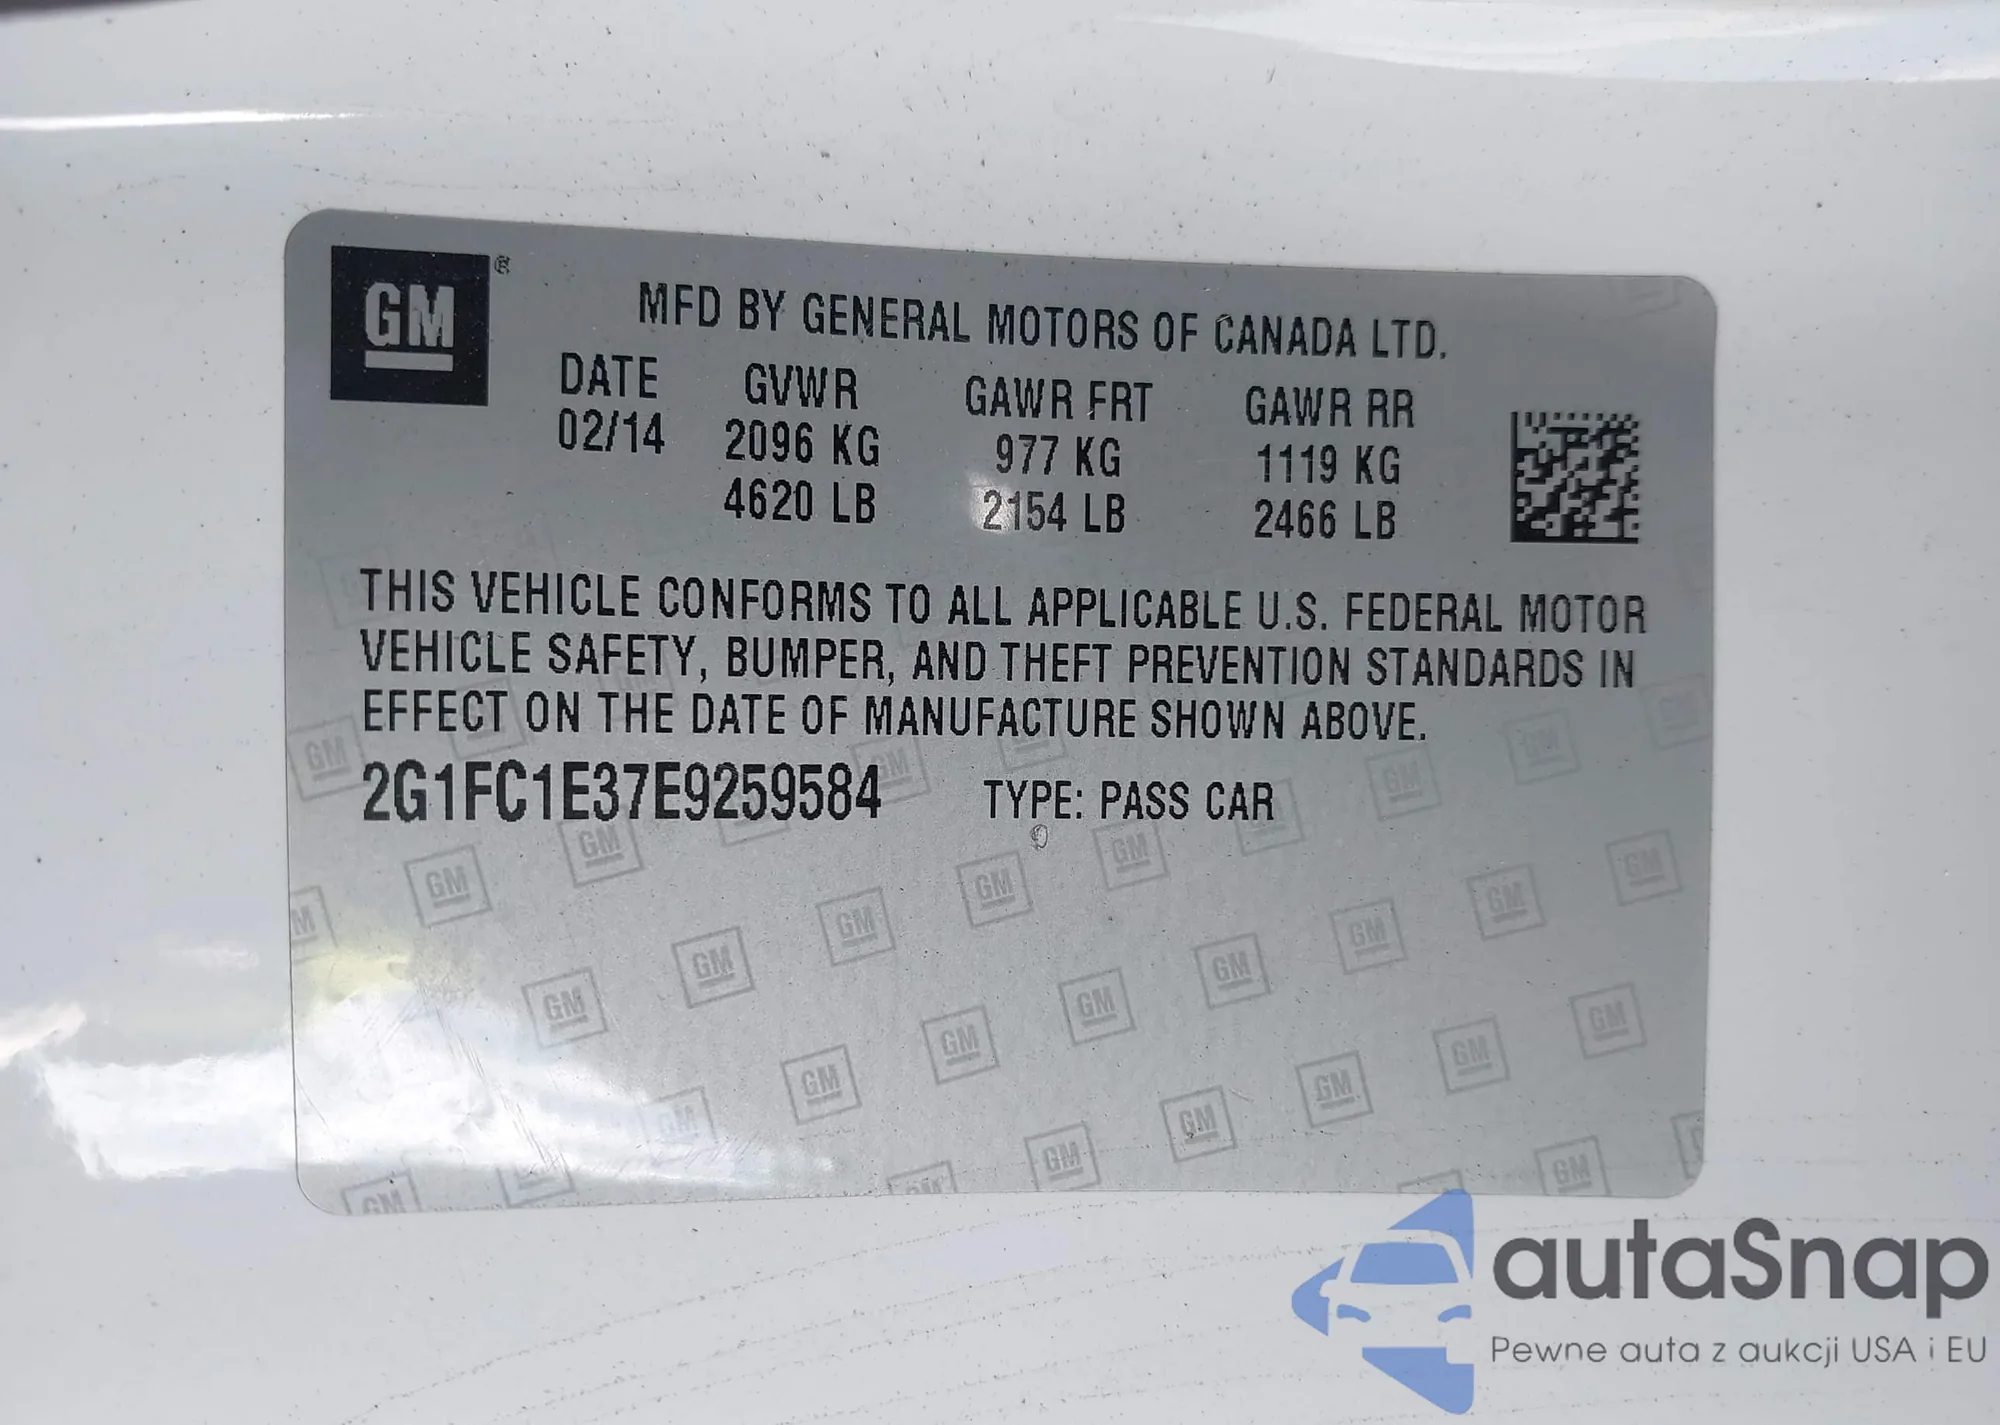 GM ®
MFD BY GENERAL MOTORS OF CANADA LTD.
DATE GVWR GAWR FRT GAWR RR
02/14 2096 KG 977 KG 1119 KG
4620 LB 2154 LB 2466 LB
THIS VEHICLE CONFORMS TO ALL APPLICABLE U.S. FEDERAL MOTOR
VEHICLE SAFETY, BUMPER, AND THEFT PREVENTION STANDARDS IN
EFFECT ON THE DATE OF MANUFACTURE SHOWN ABOVE.
2G1FC1E37E9259584 TYPE: PASS CAR
autaSnap
Pewne auta z aukcji USA i EU